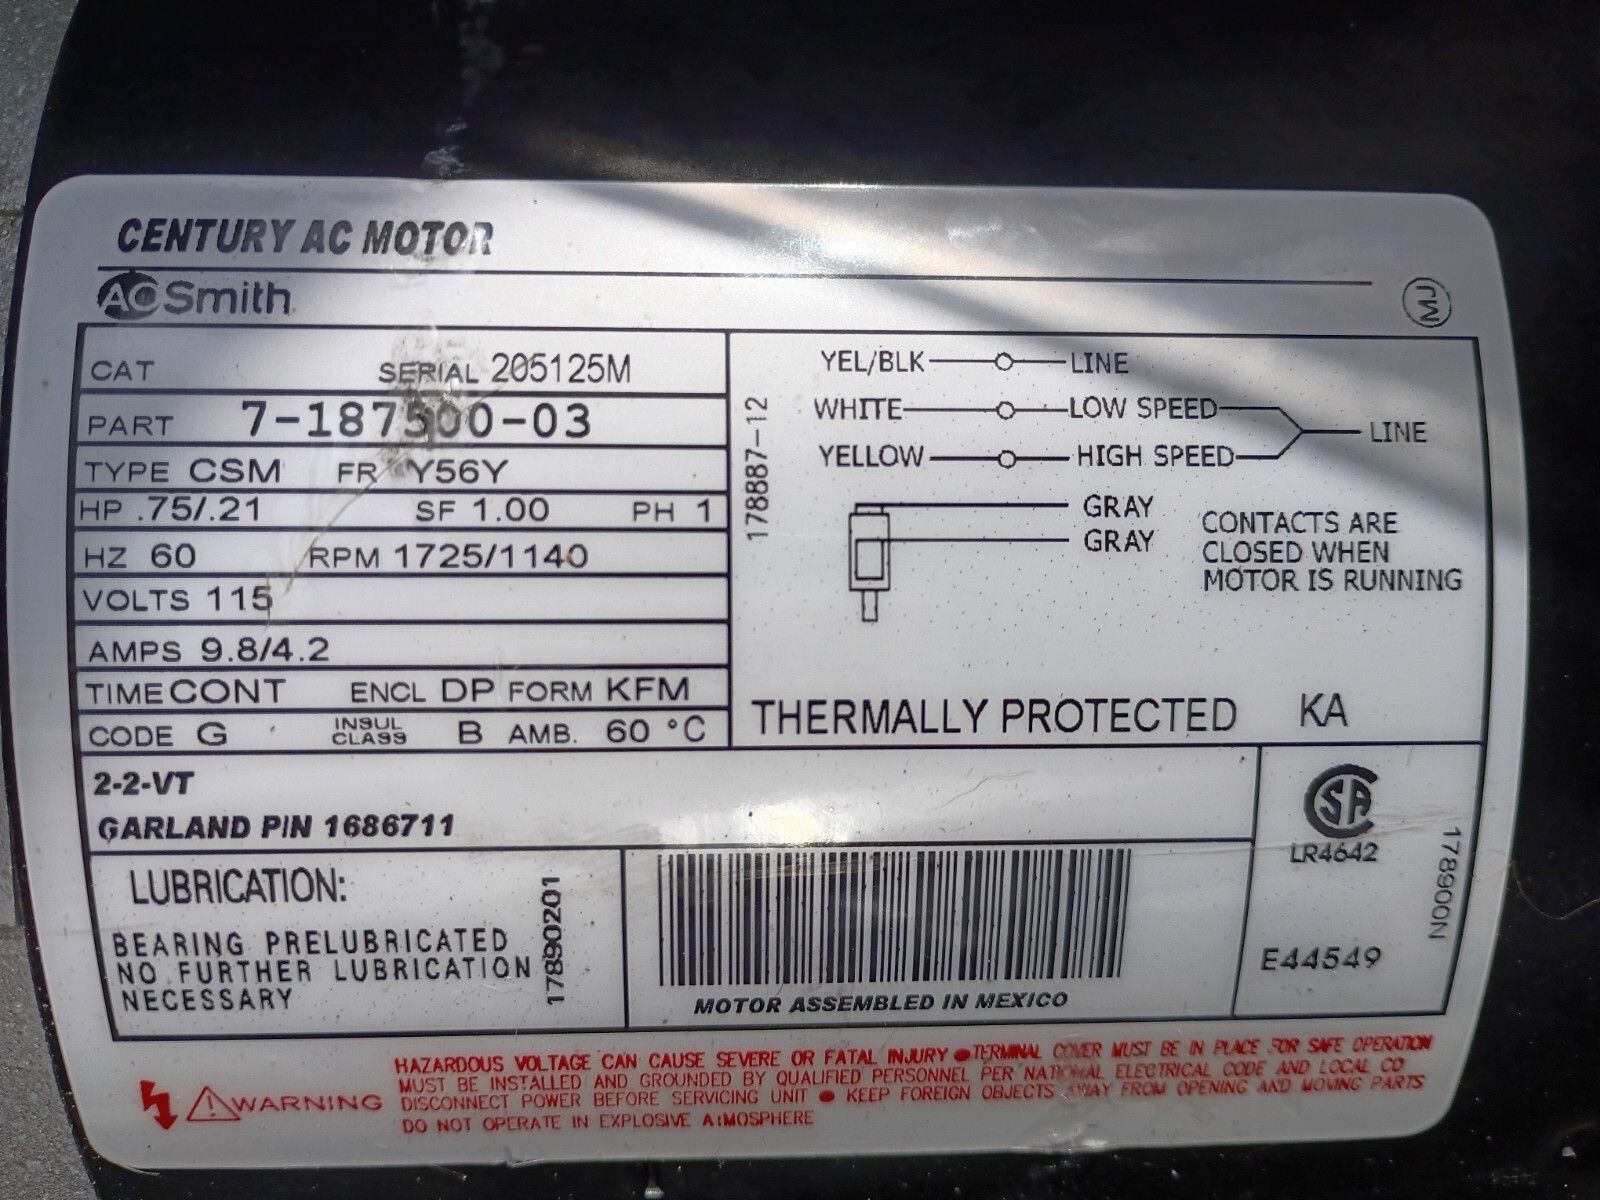 CENTURY AC MOTOR
AOSmith
MJ
CAT SERIAL 205125M
PART 7-187500-03
TYPE CSM FR Y56Y
HP .75/.21 SF 1.00 PH 1
HZ 60 RPM 1725/1140
VOLTS 115
AMPS 9.8/4.2
TIME CONT ENCL DP FORM KFM
CODE G INSUL CLASS B AMB. 60 °C
178887-12
YEL/BLK LINE
WHITE LOW SPEED
LINE
YELLOW HIGH SPEED
GRAY
GRAY
CONTACTS ARE
CLOSED WHEN
MOTOR IS RUNNING
THERMALLY PROTECTED KA
2-2-VT
GARLAND P/N 1686711
LUBRICATION:
BEARING PRELUBRICATED
NO FURTHER LUBRICATION
NECESSARY
17890201
MOTOR ASSEMBLED IN MEXICO
SA
LR4642
E44549
178900N
WARNING
HAZARDOUS VOLTAGE CAN CAUSE SEVERE OR FATAL INJURY ● TERMINAL COVER MUST BE IN PLACE FOR SAFE OPERATION
MUST BE INSTALLED AND GROUNDED BY QUALIFIED PERSONNEL PER NATIONAL ELECTRICAL CODE AND LOCAL CO
DISCONNECT POWER BEFORE SERVICING UNIT ● KEEP FOREIGN OBJECTS AWAY FROM OPENING AND MOVING PARTS
DO NOT OPERATE IN EXPLOSIVE ATMOSPHERE